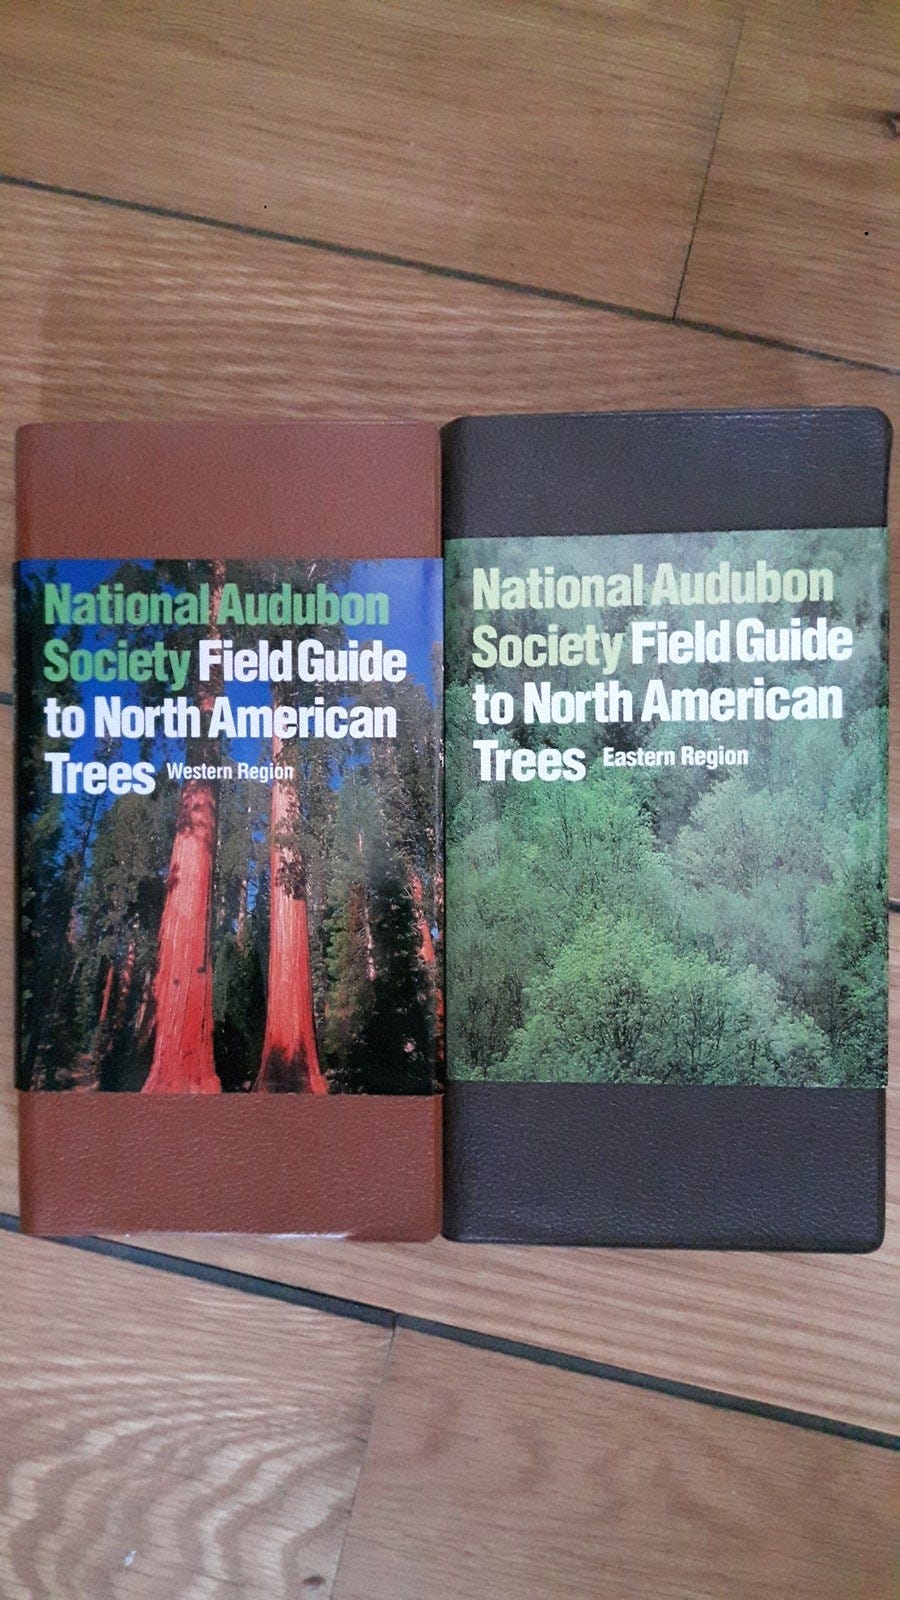 National Audubon
Society Field Guide
to North American
Trees Western Region
National Audubon
Society Field Guide
to North American
Trees Eastern Region